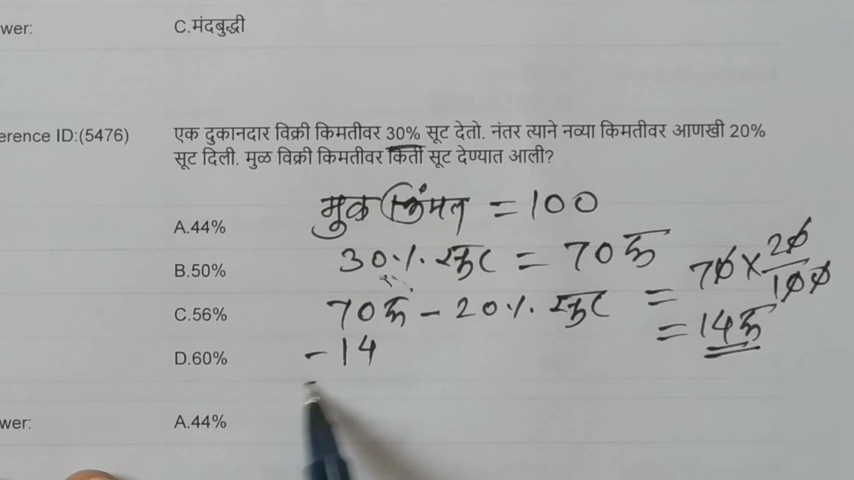 wer: C.मंदबुद्धी
erence ID:(5476) एक दुकानदार विक्री किमतीवर 30% सूट देतो. नंतर त्याने नव्या किमतीवर आणखी 20%
सूट दिली. मुळ विक्री किमतीवर किती सूट देण्यात आली?
मुळ किंमत = 100
A.44%
30% सूट = 70रु
B.50%
70 × 20/100
C.56%
70रु - 20% सूट =
= 14रु
D.60%
- 14
wer: A.44%